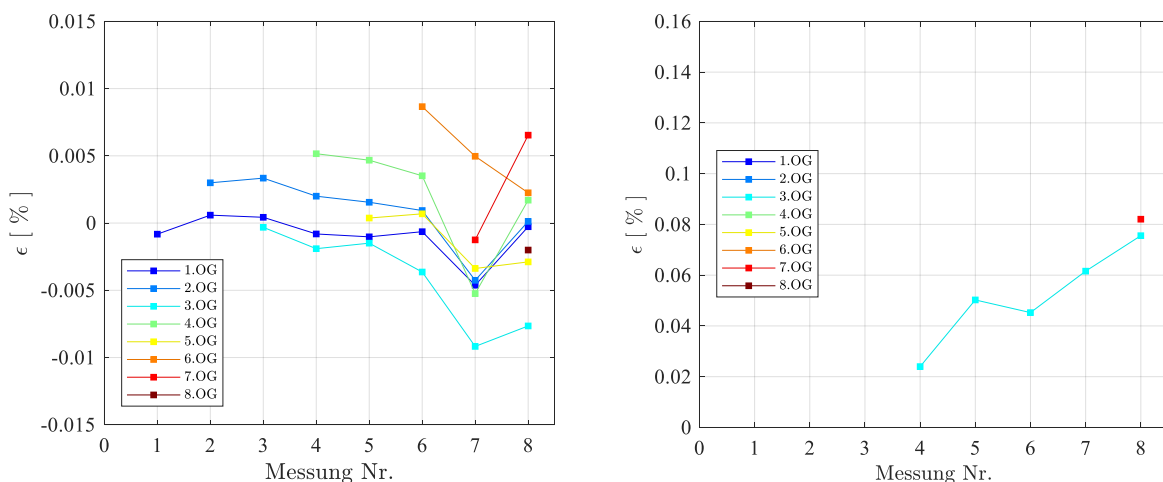 0.015
0.01
0.005
0
-0.005
-0.01
-0.015
ϵ [ % ]
1.OG
2.OG
3.OG
4.OG
5.OG
6.OG
7.OG
8.OG
0 1 2 3 4 5 6 7 8
Messung Nr.
0.16
0.14
0.12
0.1
0.08
0.06
0.04
0.02
0
ϵ [ % ]
1.OG
2.OG
3.OG
4.OG
5.OG
6.OG
7.OG
8.OG
0 1 2 3 4 5 6 7 8
Messung Nr.